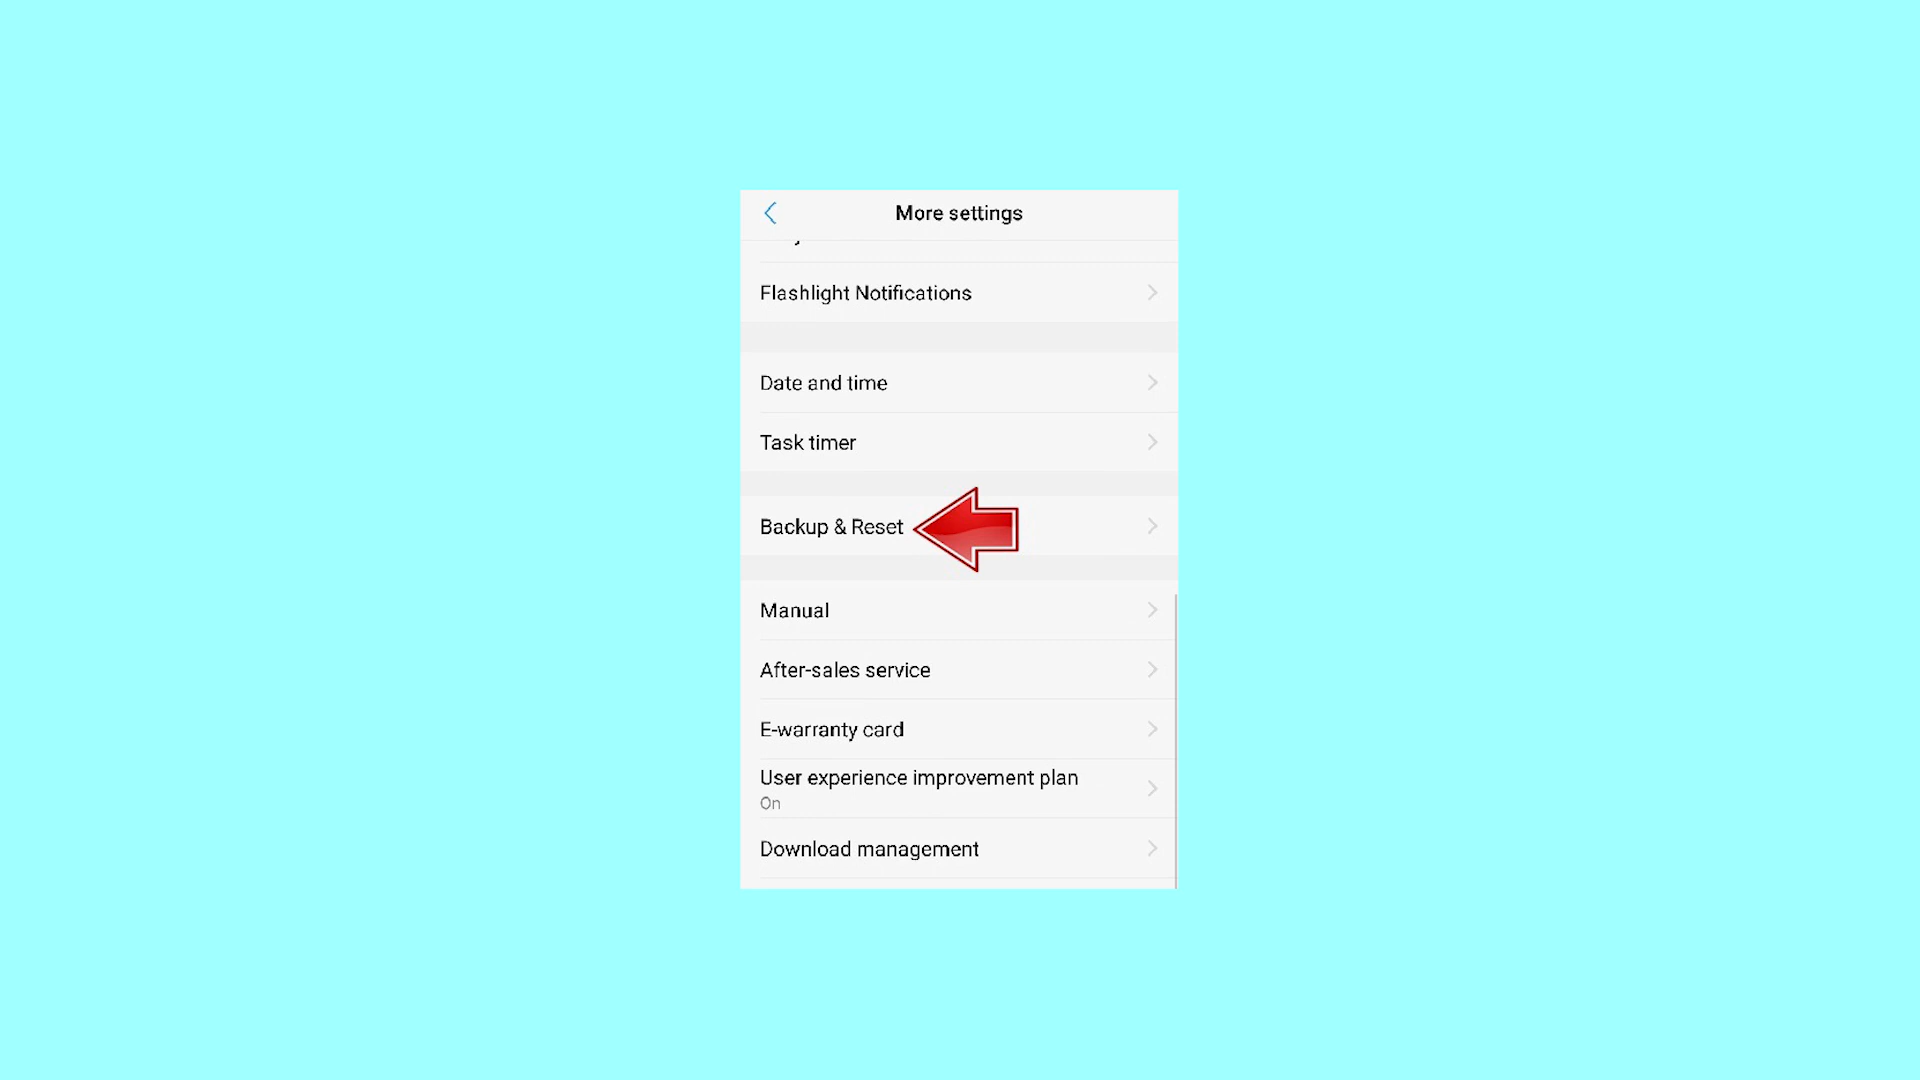 More settings
Flashlight Notifications
Date and time
Task timer
Backup & Reset
Manual
After-sales service
E-warranty card
User experience improvement plan
On
Download management